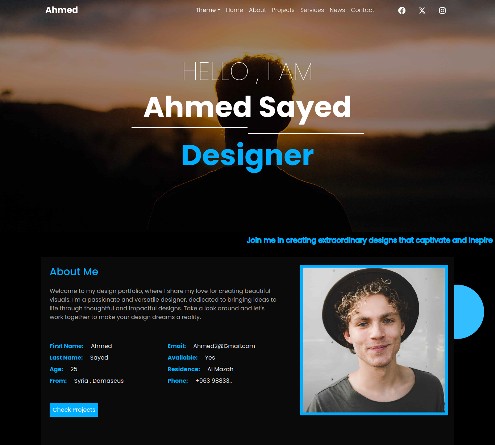 Ahmed
Theme Home About Projects Services News Contact
HELLO , I AM
Ahmed Sayed
Designer
Join me in creating extraordinary designs that captivate and inspire
About Me
Welcome to my design portfolio, where I share my love for creating beautiful
visuals. I'm a passionate and versatile designer, dedicated to bringing ideas to
life through thoughtful and impactful designs. Take a look around and let's
work together to make your design dreams a reality.
First Name: Ahmed Email: Ahmed2@Gmail.com
Last Name: Sayed Available: Yes
Age: 25 Residence: Al Mazah
From: Syria , Damascus Phone: +963 98833..
Check Projects